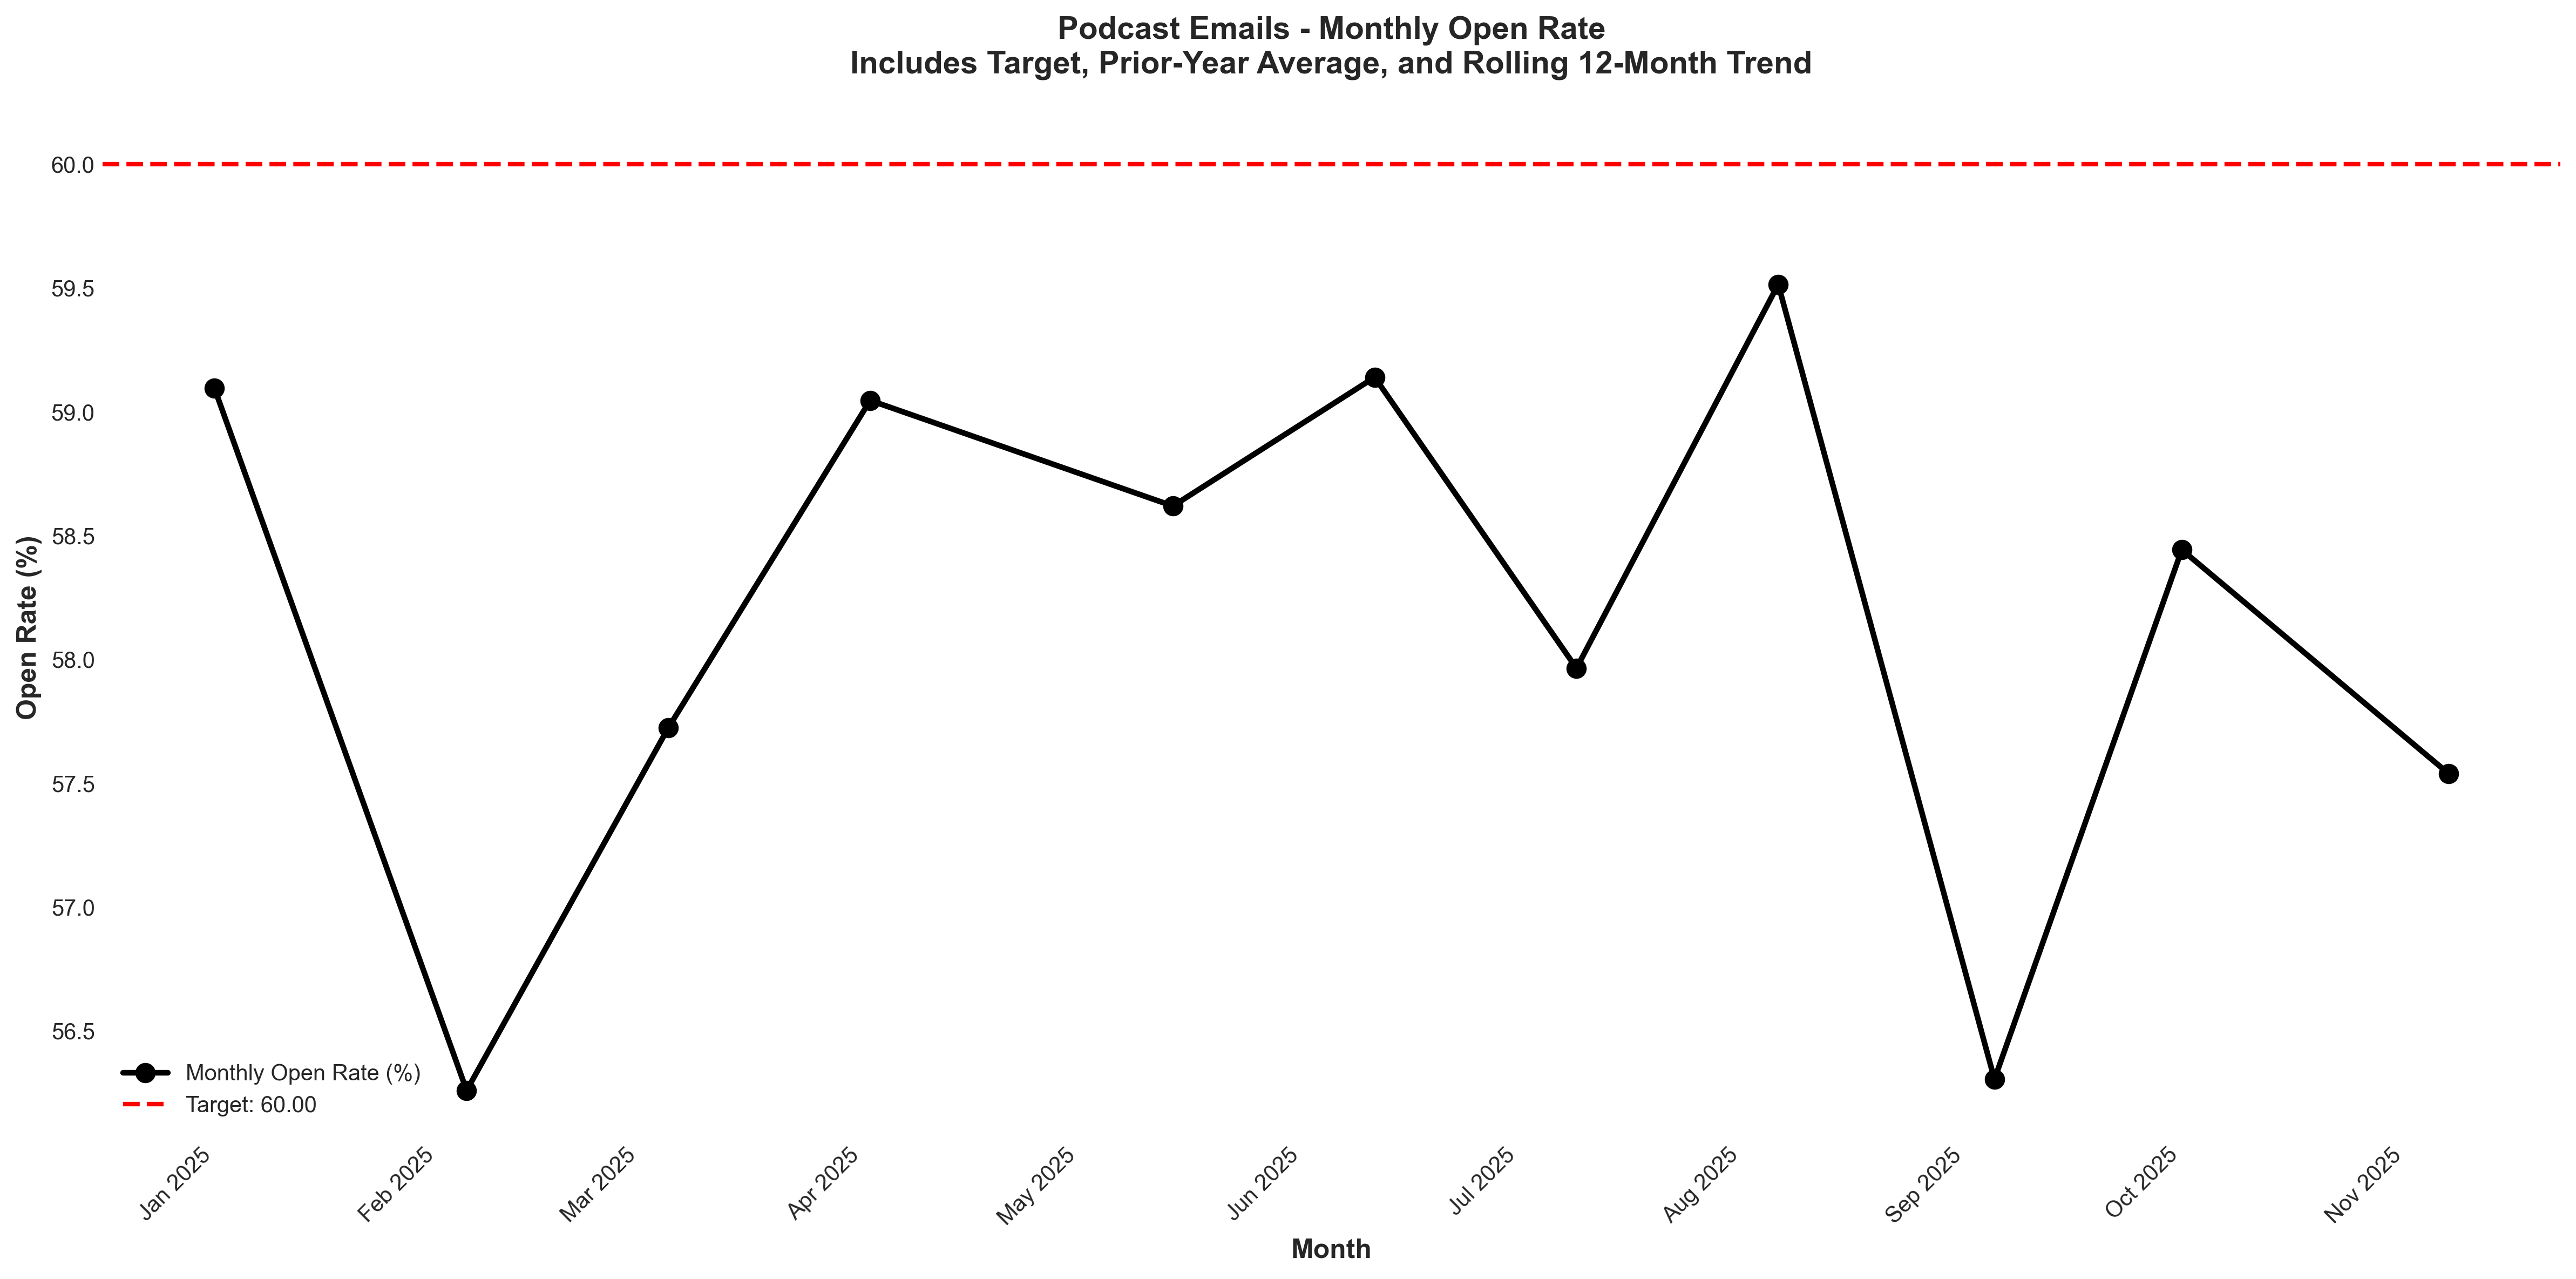 Podcast Emails - Monthly Open Rate
Includes Target, Prior-Year Average, and Rolling 12-Month Trend
60.0
59.5
59.0
58.5
58.0
57.5
57.0
56.5
Open Rate (%)
Monthly Open Rate (%)
Target: 60.00
Jan 2025
Feb 2025
Mar 2025
Apr 2025
May 2025
Jun 2025
Jul 2025
Aug 2025
Sep 2025
Oct 2025
Nov 2025
Month